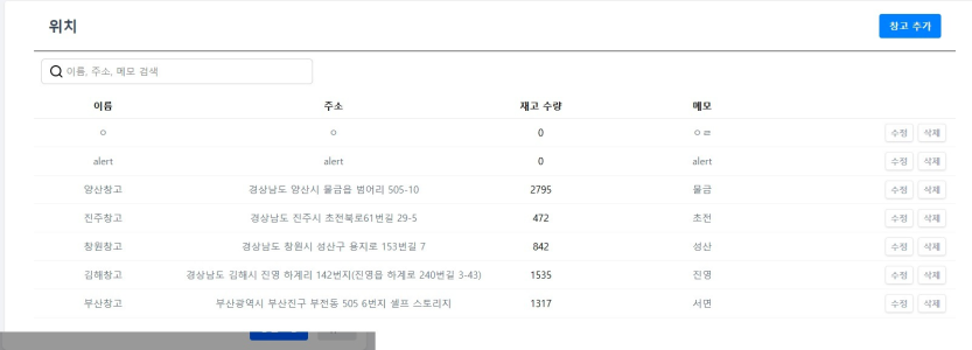 위치
창고 추가
이름, 주소, 메모 검색
이름 주소 재고 수량 메모
ㅇ ㅇ 0 ㅇㄹ 수정 삭제
alert alert 0 alert 수정 삭제
양산창고 경상남도 양산시 물금읍 범어리 505-10 2795 물금 수정 삭제
진주창고 경상남도 진주시 초전북로61번길 29-5 472 초전 수정 삭제
창원창고 경상남도 창원시 성산구 용지로 153번길 7 842 성산 수정 삭제
김해창고 경상남도 김해시 진영 하계리 142번지(진영읍 하계로 240번길 3-43) 1535 진영 수정 삭제
부산창고 부산광역시 부산진구 부전동 505 6번지 셀프 스토리지 1317 서면 수정 삭제